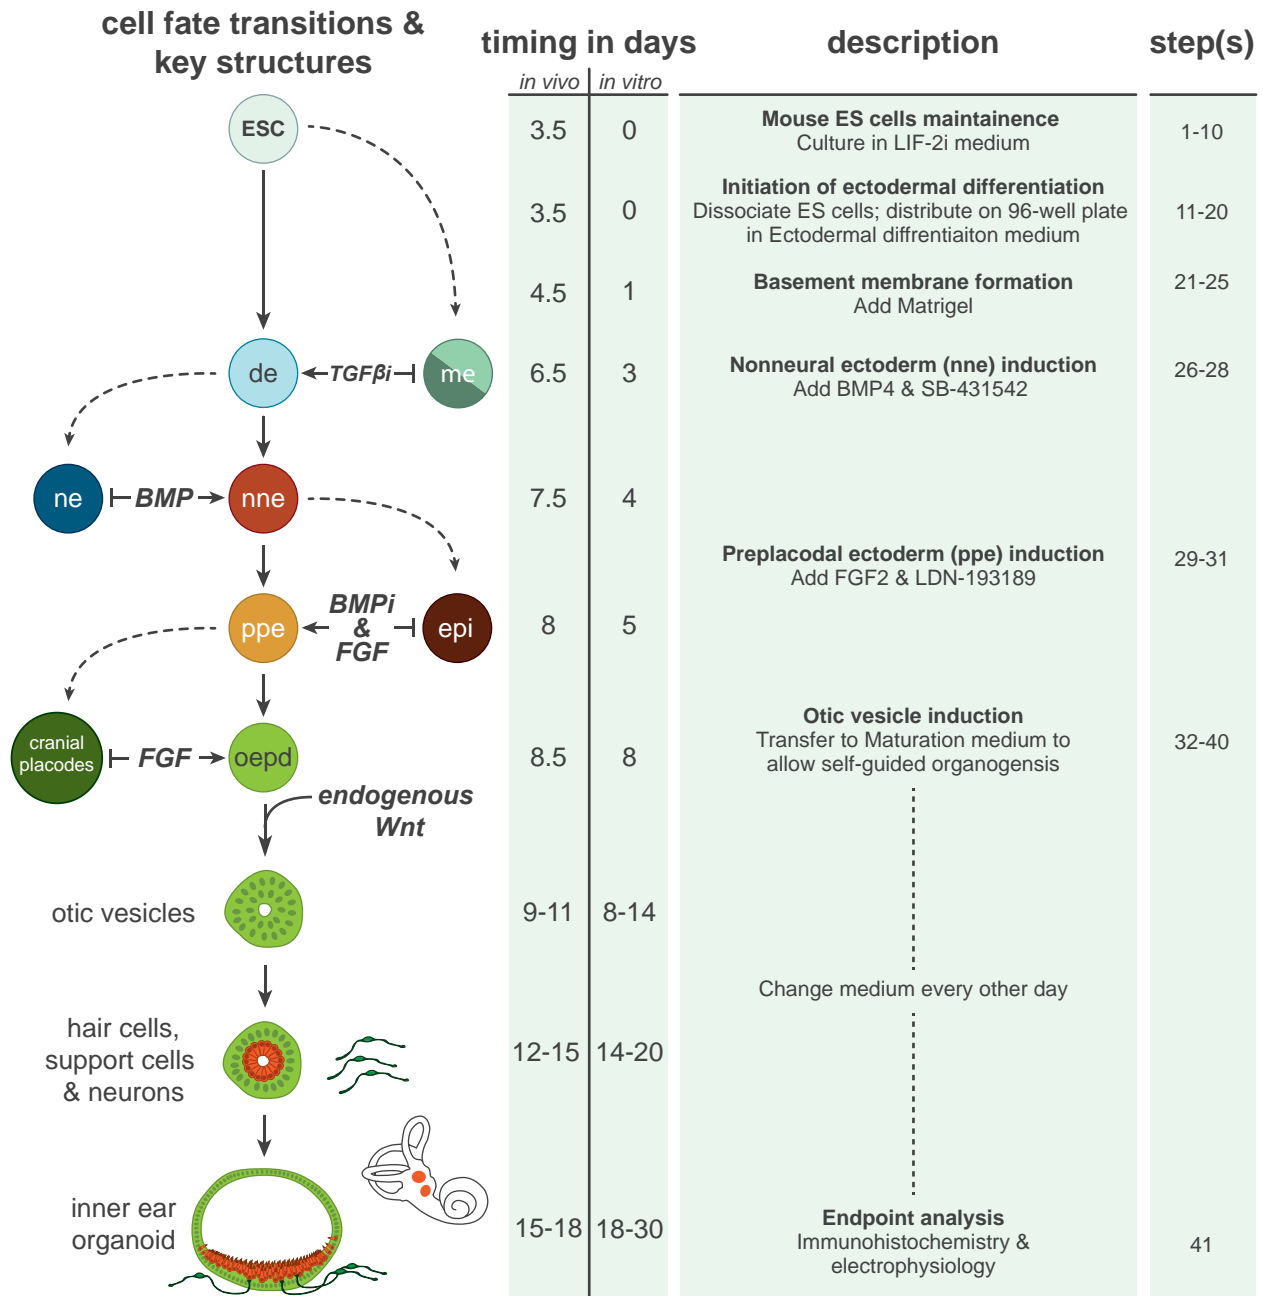 cell fate transitions &
key structures
timing in days
description
step(s)
in vivo
in vitro
ESC
3.5
0
Mouse ES cells maintainence
Culture in LIF-2i medium
1-10
3.5
0
Initiation of ectodermal differentiation
Dissociate ES cells; distribute on 96-well plate
in Ectodermal diffrentiaiton medium
11-20
4.5
1
Basement membrane formation
Add Matrigel
21-25
de
TGFβi
me
6.5
3
Nonneural ectoderm (nne) induction
Add BMP4 & SB-431542
26-28
ne
BMP
nne
7.5
4
Preplacodal ectoderm (ppe) induction
Add FGF2 & LDN-193189
29-31
ppe
BMPi
&
FGF
epi
8
5
Otic vesicle induction
Transfer to Maturation medium to
allow self-guided organogensis
32-40
cranial
placodes
FGF
oepd
8.5
8
endogenous
Wnt
otic vesicles
9-11
8-14
Change medium every other day
hair cells,
support cells
& neurons
12-15
14-20
inner ear
organoid
15-18
18-30
Endpoint analysis
Immunohistochemistry &
electrophysiology
41